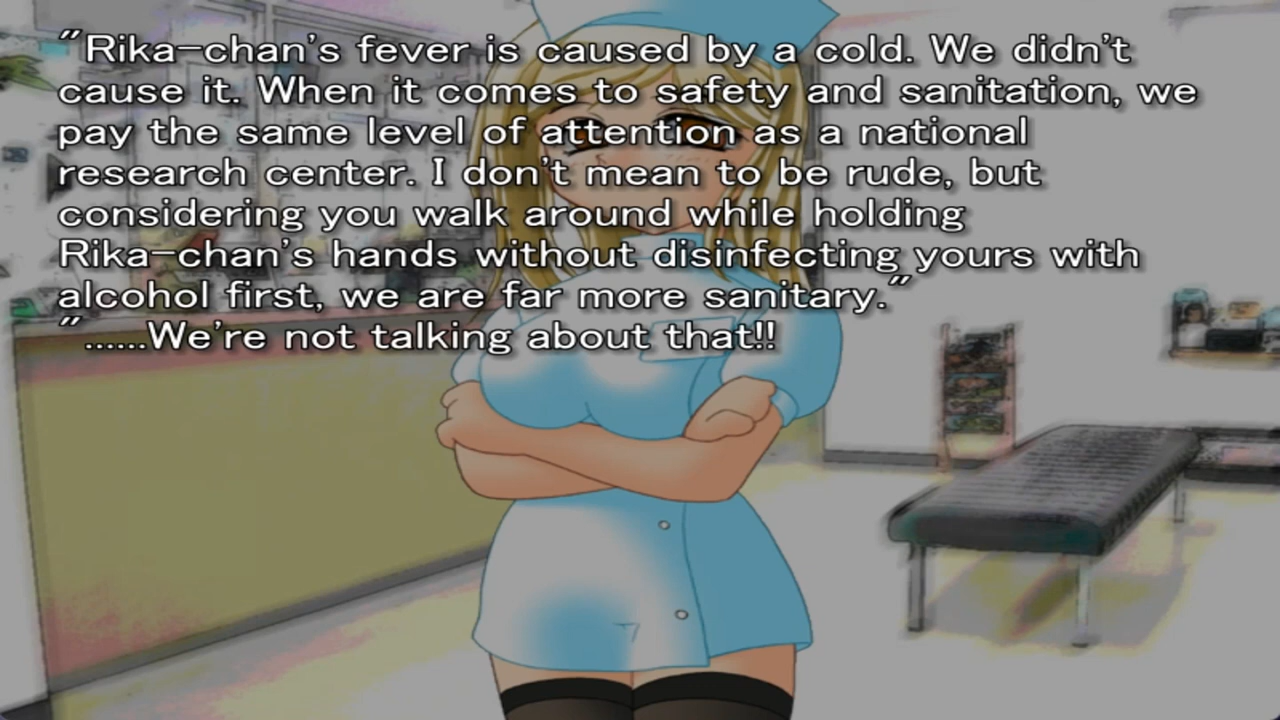 "Rika-chan's fever is caused by a cold. We didn't
cause it. When it comes to safety and sanitation, we
pay the same level of attention as a national
research center. I don't mean to be rude, but
considering you walk around while holding
Rika-chan's hands without disinfecting yours with
alcohol first, we are far more sanitary."
"......We're not talking about that!!